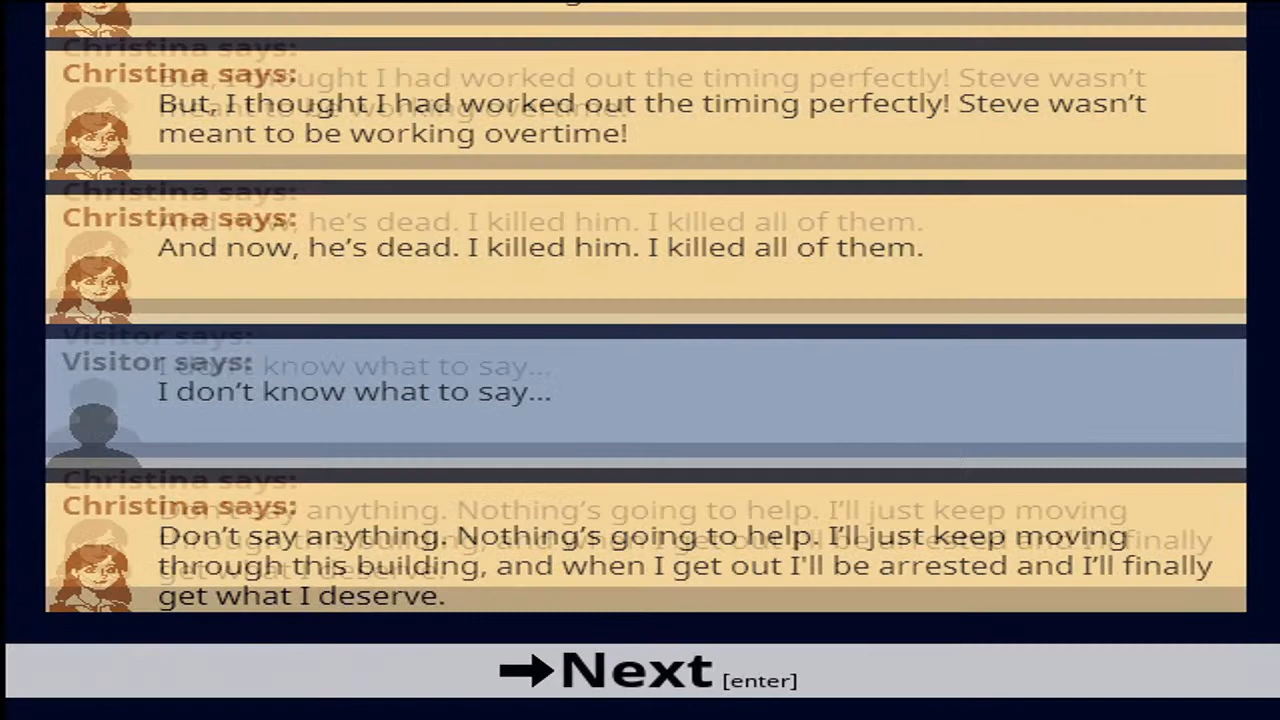 Christina says:
But, I thought I had worked out the timing perfectly! Steve wasn’t
meant to be working overtime!
Christina says:
And now, he’s dead. I killed him. I killed all of them.
Visitor says:
I don’t know what to say...
Christina says:
Don’t say anything. Nothing’s going to help. I’ll just keep moving
through this building, and when I get out I'll be arrested and I’ll finally
get what I deserve.
➡Next [enter]